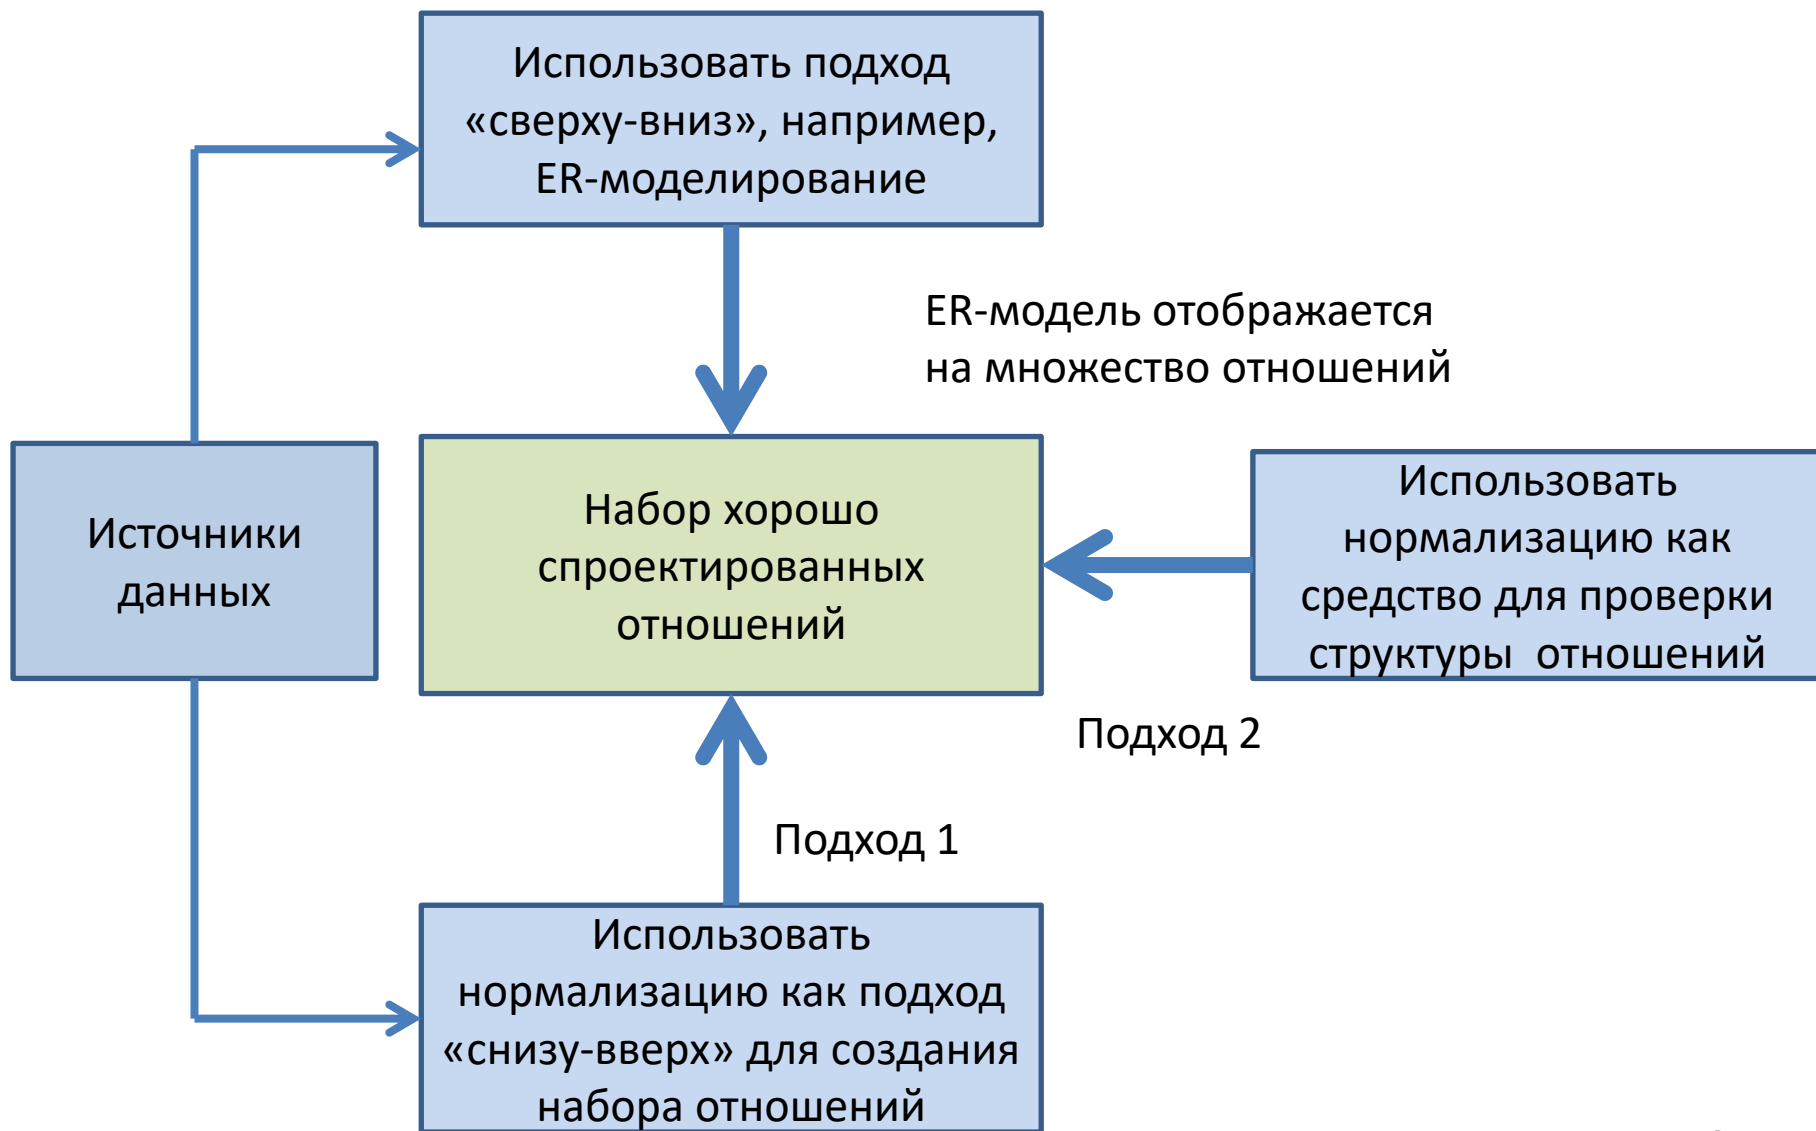 Использовать подход
«сверху-вниз», например,
ER-моделирование
ER-модель отображается
на множество отношений
Источники
данных
Набор хорошо
спроектированных
отношений
Использовать
нормализацию как
средство для проверки
структуры отношений
Подход 2
Подход 1
Использовать
нормализацию как подход
«снизу-вверх» для создания
набора отношений